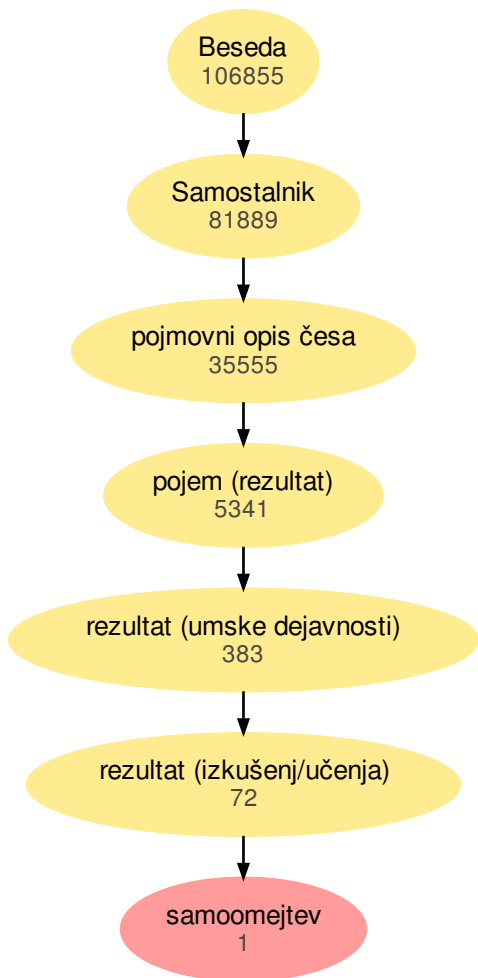 Beseda
106855
Samostalnik
81889
pojmovni opis česa
35555
pojem (rezultat)
5341
rezultat (umske dejavnosti)
383
rezultat (izkušenj/učenja)
72
samoomejtev
1